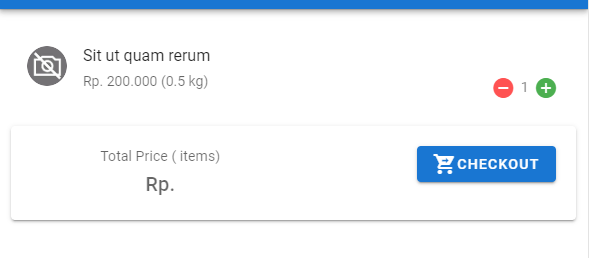 Sit ut quam rerum
Rp. 200.000 (0.5 kg)
1
Total Price ( items)
Rp.
CHECKOUT